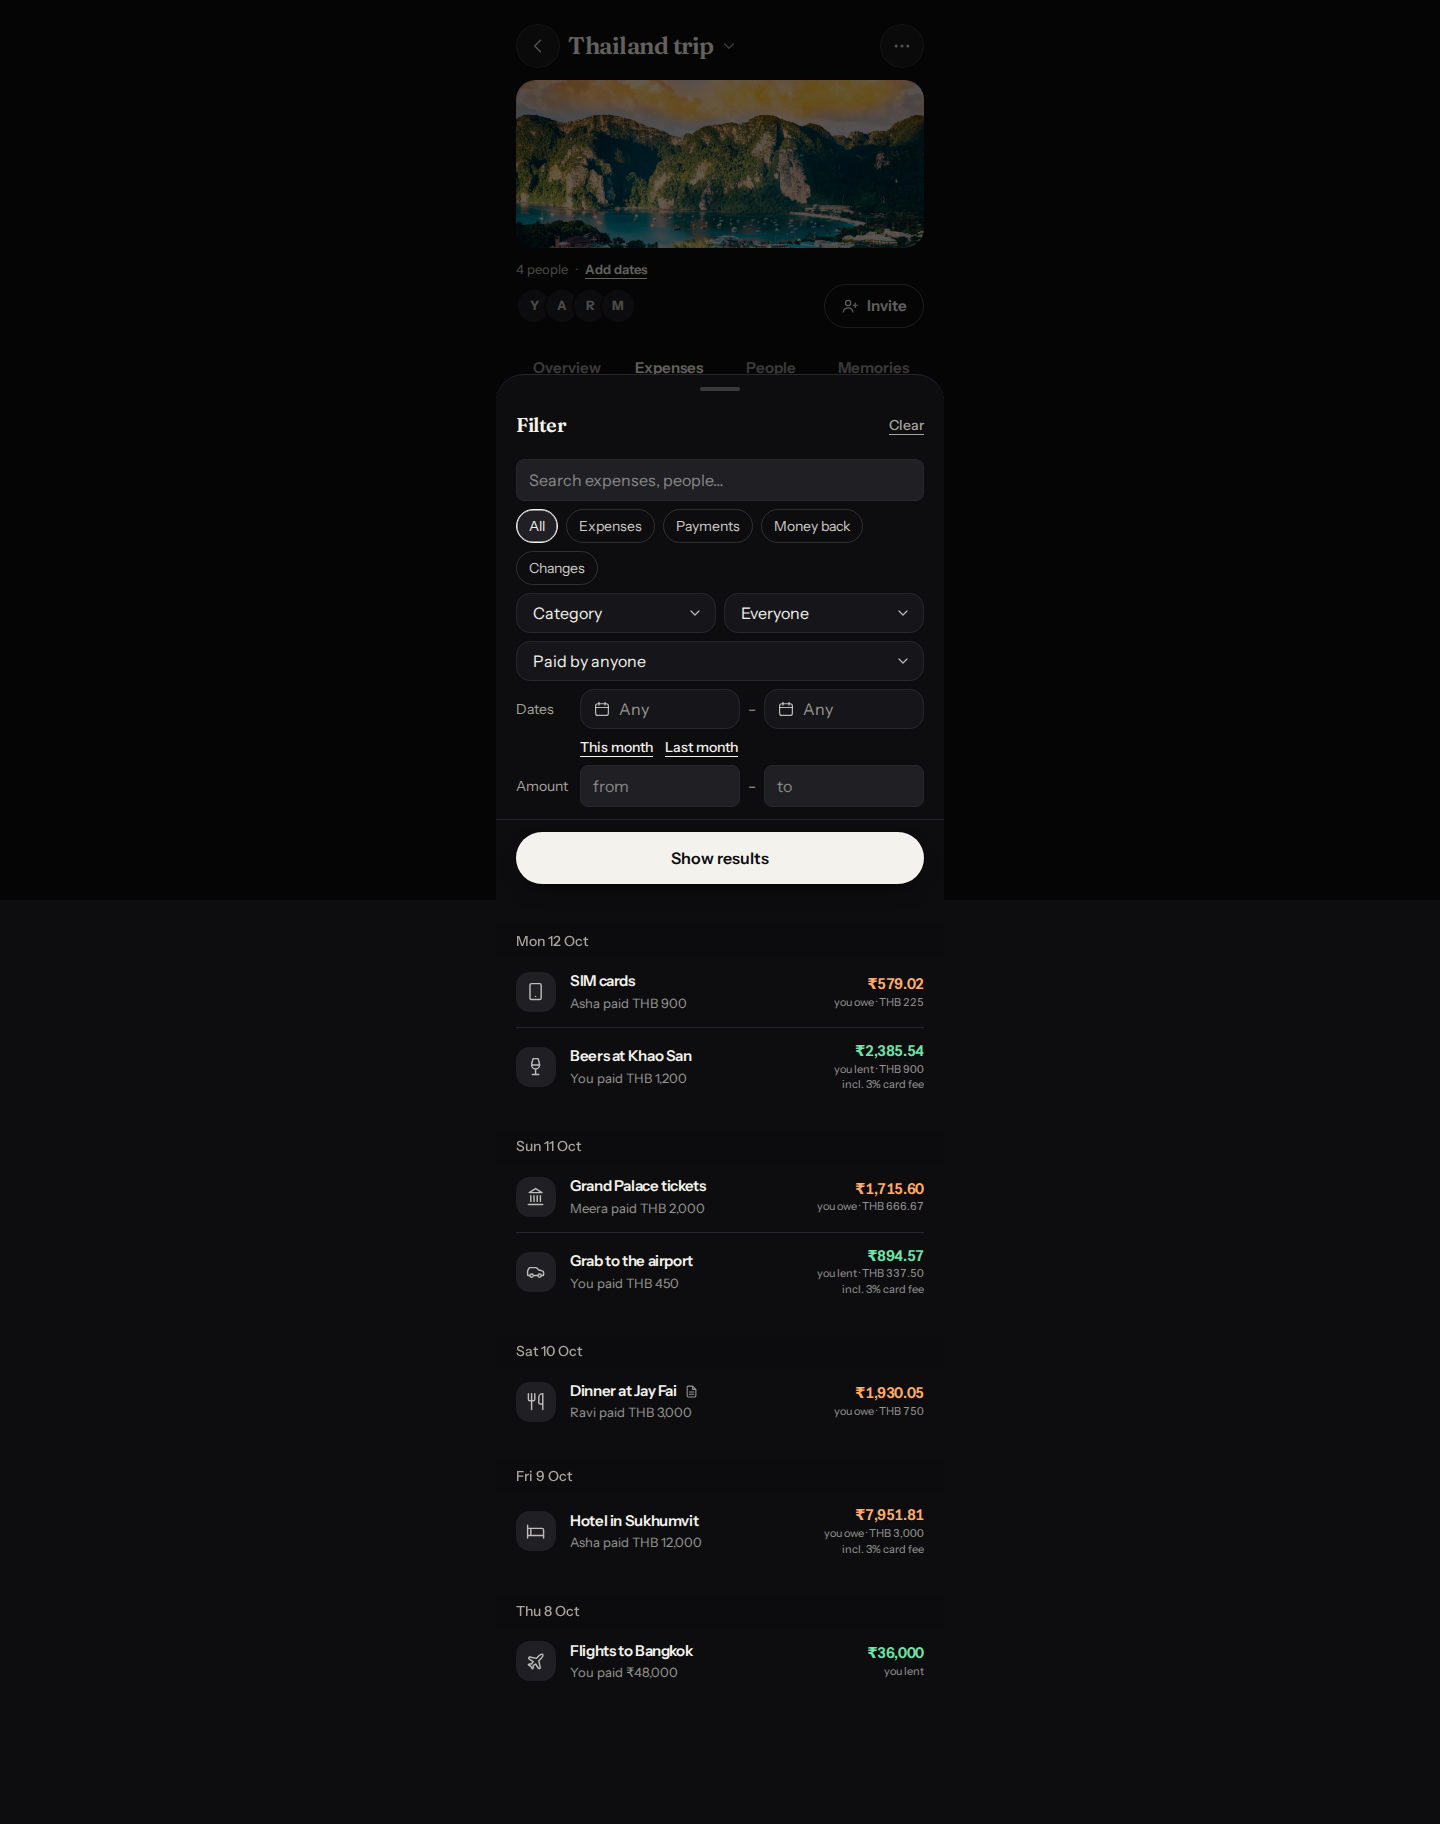 Thailand trip
4 people · Add dates
Y A R M
Invite
Overview Expenses People Memories
Filter
Clear
Search expenses, people...
All Expenses Payments Money back
Changes
Category Everyone
Paid by anyone
Dates Any - Any
This month Last month
Amount from - to
Show results
Mon 12 Oct
SIM cards
Asha paid THB 900
₹579.02
you owe · THB 225
Beers at Khao San
You paid THB 1,200
₹2,385.54
you lent · THB 900
incl. 3% card fee
Sun 11 Oct
Grand Palace tickets
Meera paid THB 2,000
₹1,715.60
you owe · THB 666.67
Grab to the airport
You paid THB 450
₹894.57
you lent · THB 337.50
incl. 3% card fee
Sat 10 Oct
Dinner at Jay Fai
Ravi paid THB 3,000
₹1,930.05
you owe · THB 750
Fri 9 Oct
Hotel in Sukhumvit
Asha paid THB 12,000
₹7,951.81
you owe · THB 3,000
incl. 3% card fee
Thu 8 Oct
Flights to Bangkok
You paid ₹48,000
₹36,000
you lent